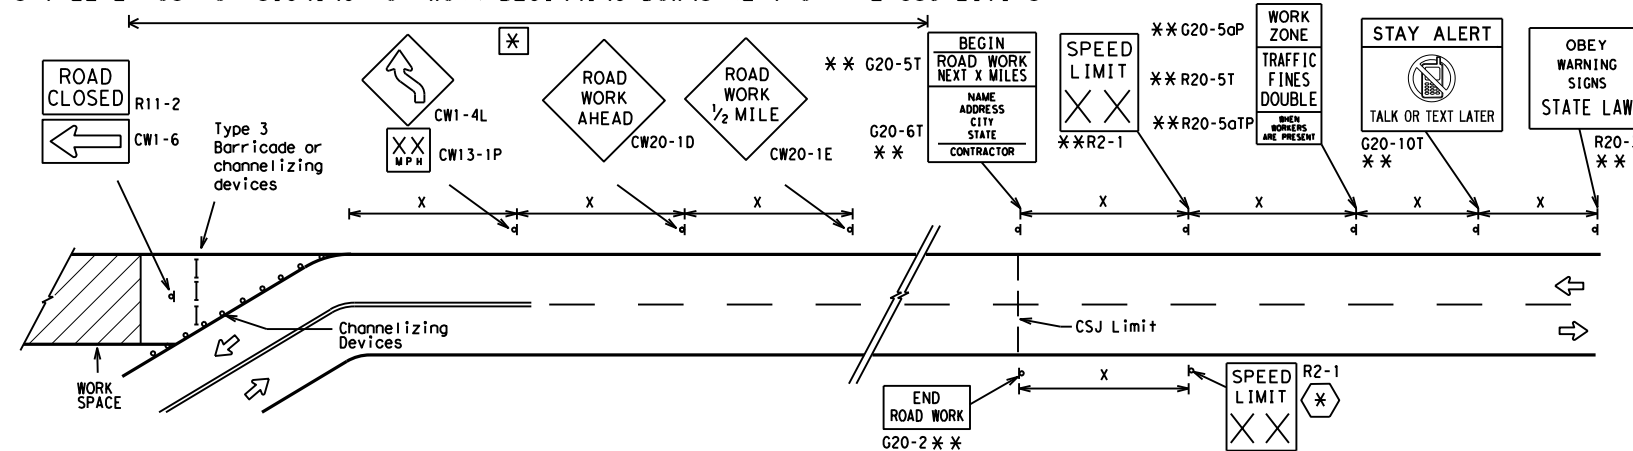 ROAD
CLOSED
R11-2
CW1-6
Type 3
Barricade or
channelizing
devices
CW1-4L
XX
MPH
CW13-1P
*
ROAD
WORK
AHEAD
CW20-1D
ROAD
WORK
1/2 MILE
CW20-1E
** G20-5T
G20-6T
**
BEGIN
ROAD WORK
NEXT X MILES
NAME
ADDRESS
CITY
STATE
CONTRACTOR
SPEED
LIMIT
XX
**R2-1
**G20-5aP
**R20-5T
**R20-5aTP
WORK
ZONE
TRAFFIC
FINES
DOUBLE
WHEN
WORKERS
ARE PRESENT
STAY ALERT
TALK OR TEXT LATER
G20-10T
**
OBEY
WARNING
SIGNS
STATE LAW
R20-
**
X
X
X
X
X
X
X
Channelizing
Devices
CSJ Limit
WORK
SPACE
END
ROAD WORK
G20-2 **
X
SPEED
LIMIT
XX
R2-1
*